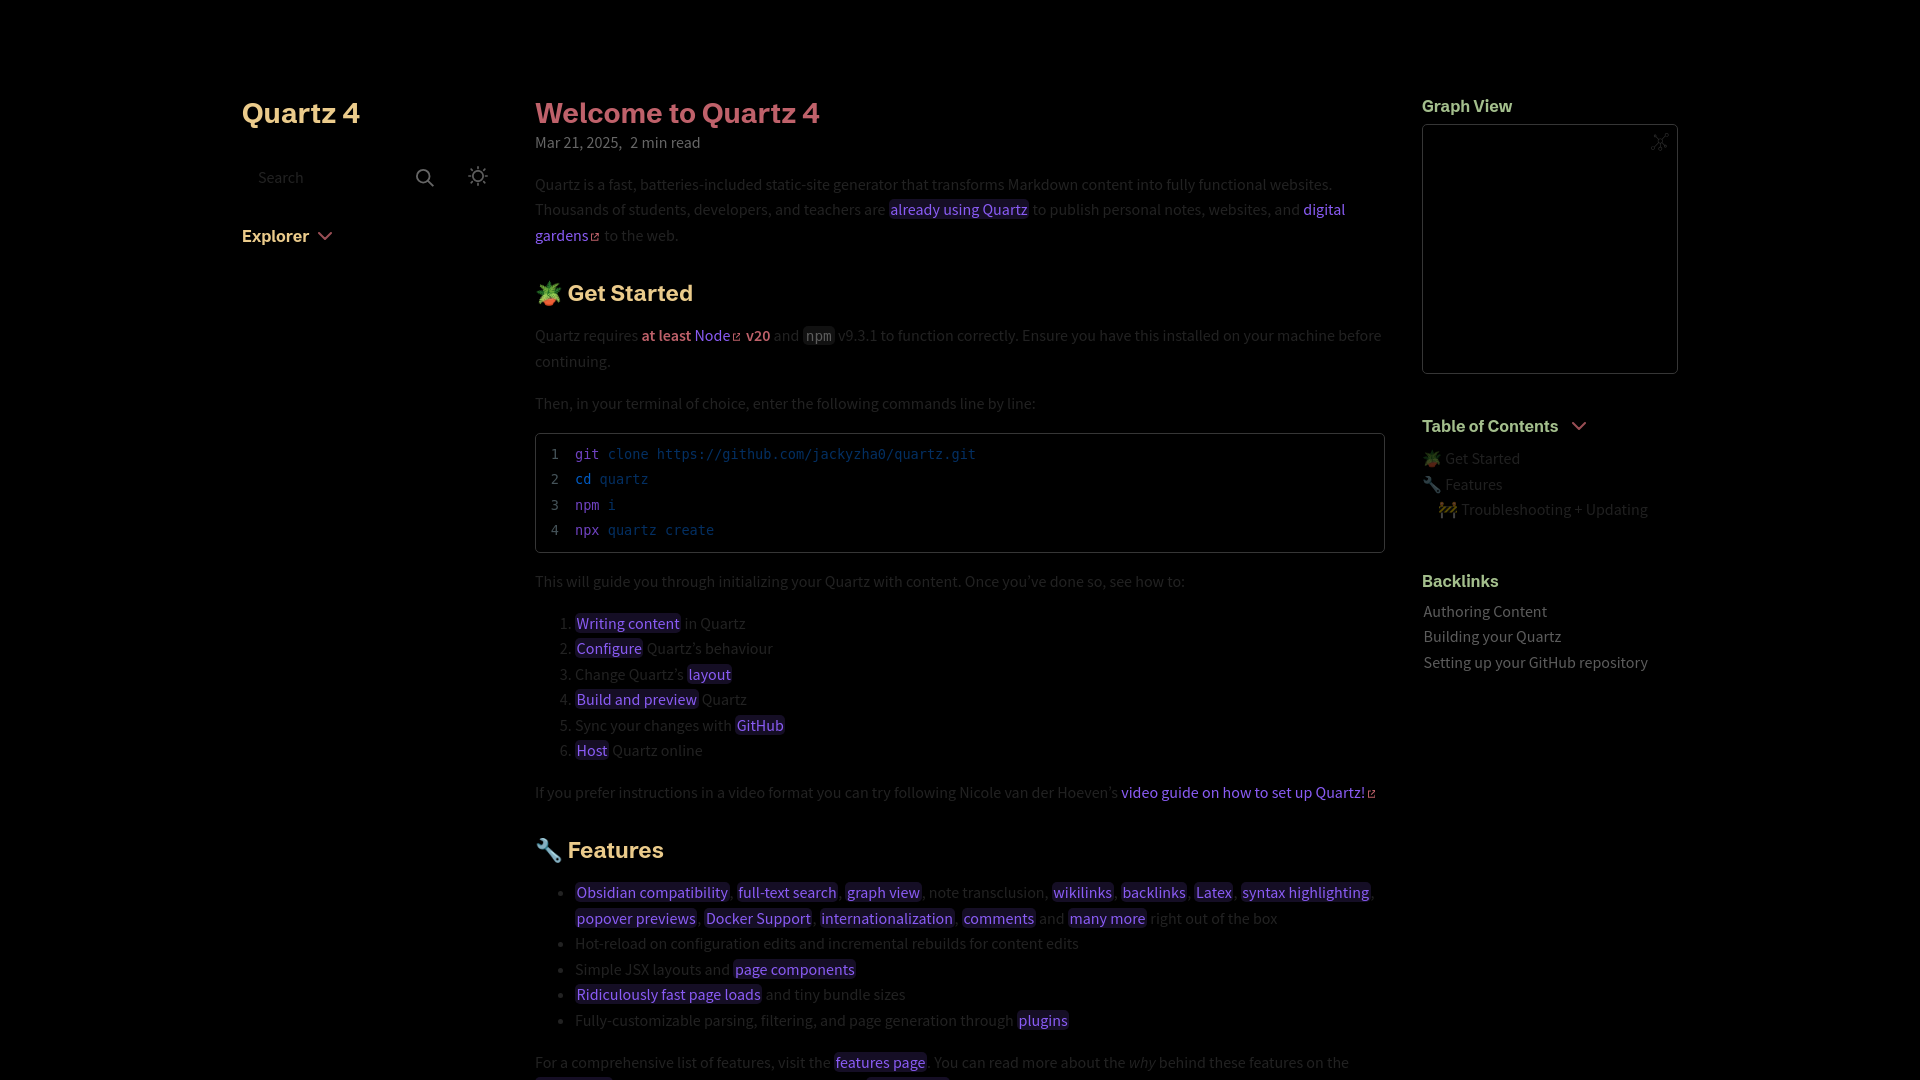 Quartz 4
Search
Explorer
Welcome to Quartz 4
Mar 21, 2025, 2 min read
Quartz is a fast, batteries-included static-site generator that transforms Markdown content into fully functional websites.
Thousands of students, developers, and teachers are already using Quartz to publish personal notes, websites, and digital
gardens to the web.
🪴 Get Started
Quartz requires at least Node v20 and npm v9.3.1 to function correctly. Ensure you have this installed on your machine before
continuing.
Then, in your terminal of choice, enter the following commands line by line:
1 git clone https://github.com/jackyzha0/quartz.git
2 cd quartz
3 npm i
4 npx quartz create
This will guide you through initializing your Quartz with content. Once you’ve done so, see how to:
1. Writing content in Quartz
2. Configure Quartz’s behaviour
3. Change Quartz’s layout
4. Build and preview Quartz
5. Sync your changes with GitHub
6. Host Quartz online
If you prefer instructions in a video format you can try following Nicole van der Hoeven’s video guide on how to set up Quartz!
🔧 Features
• Obsidian compatibility, full-text search, graph view, note transclusion, wikilinks, backlinks, Latex, syntax highlighting,
popover previews, Docker Support, internationalization, comments and many more right out of the box
• Hot-reload on configuration edits and incremental rebuilds for content edits
• Simple JSX layouts and page components
• Ridiculously fast page loads and tiny bundle sizes
• Fully-customizable parsing, filtering, and page generation through plugins
For a comprehensive list of features, visit the features page. You can read more about the why behind these features on the
Graph View
Table of Contents
🪴 Get Started
🔧 Features
🚧 Troubleshooting + Updating
Backlinks
Authoring Content
Building your Quartz
Setting up your GitHub repository